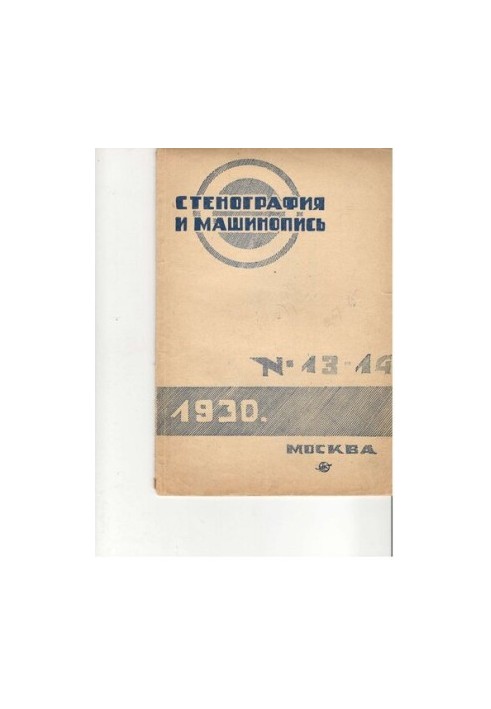 СТЕНОГРАФИЯ
И МАШИНОПИСЬ
№ 13-14
1930.
МОСКВА